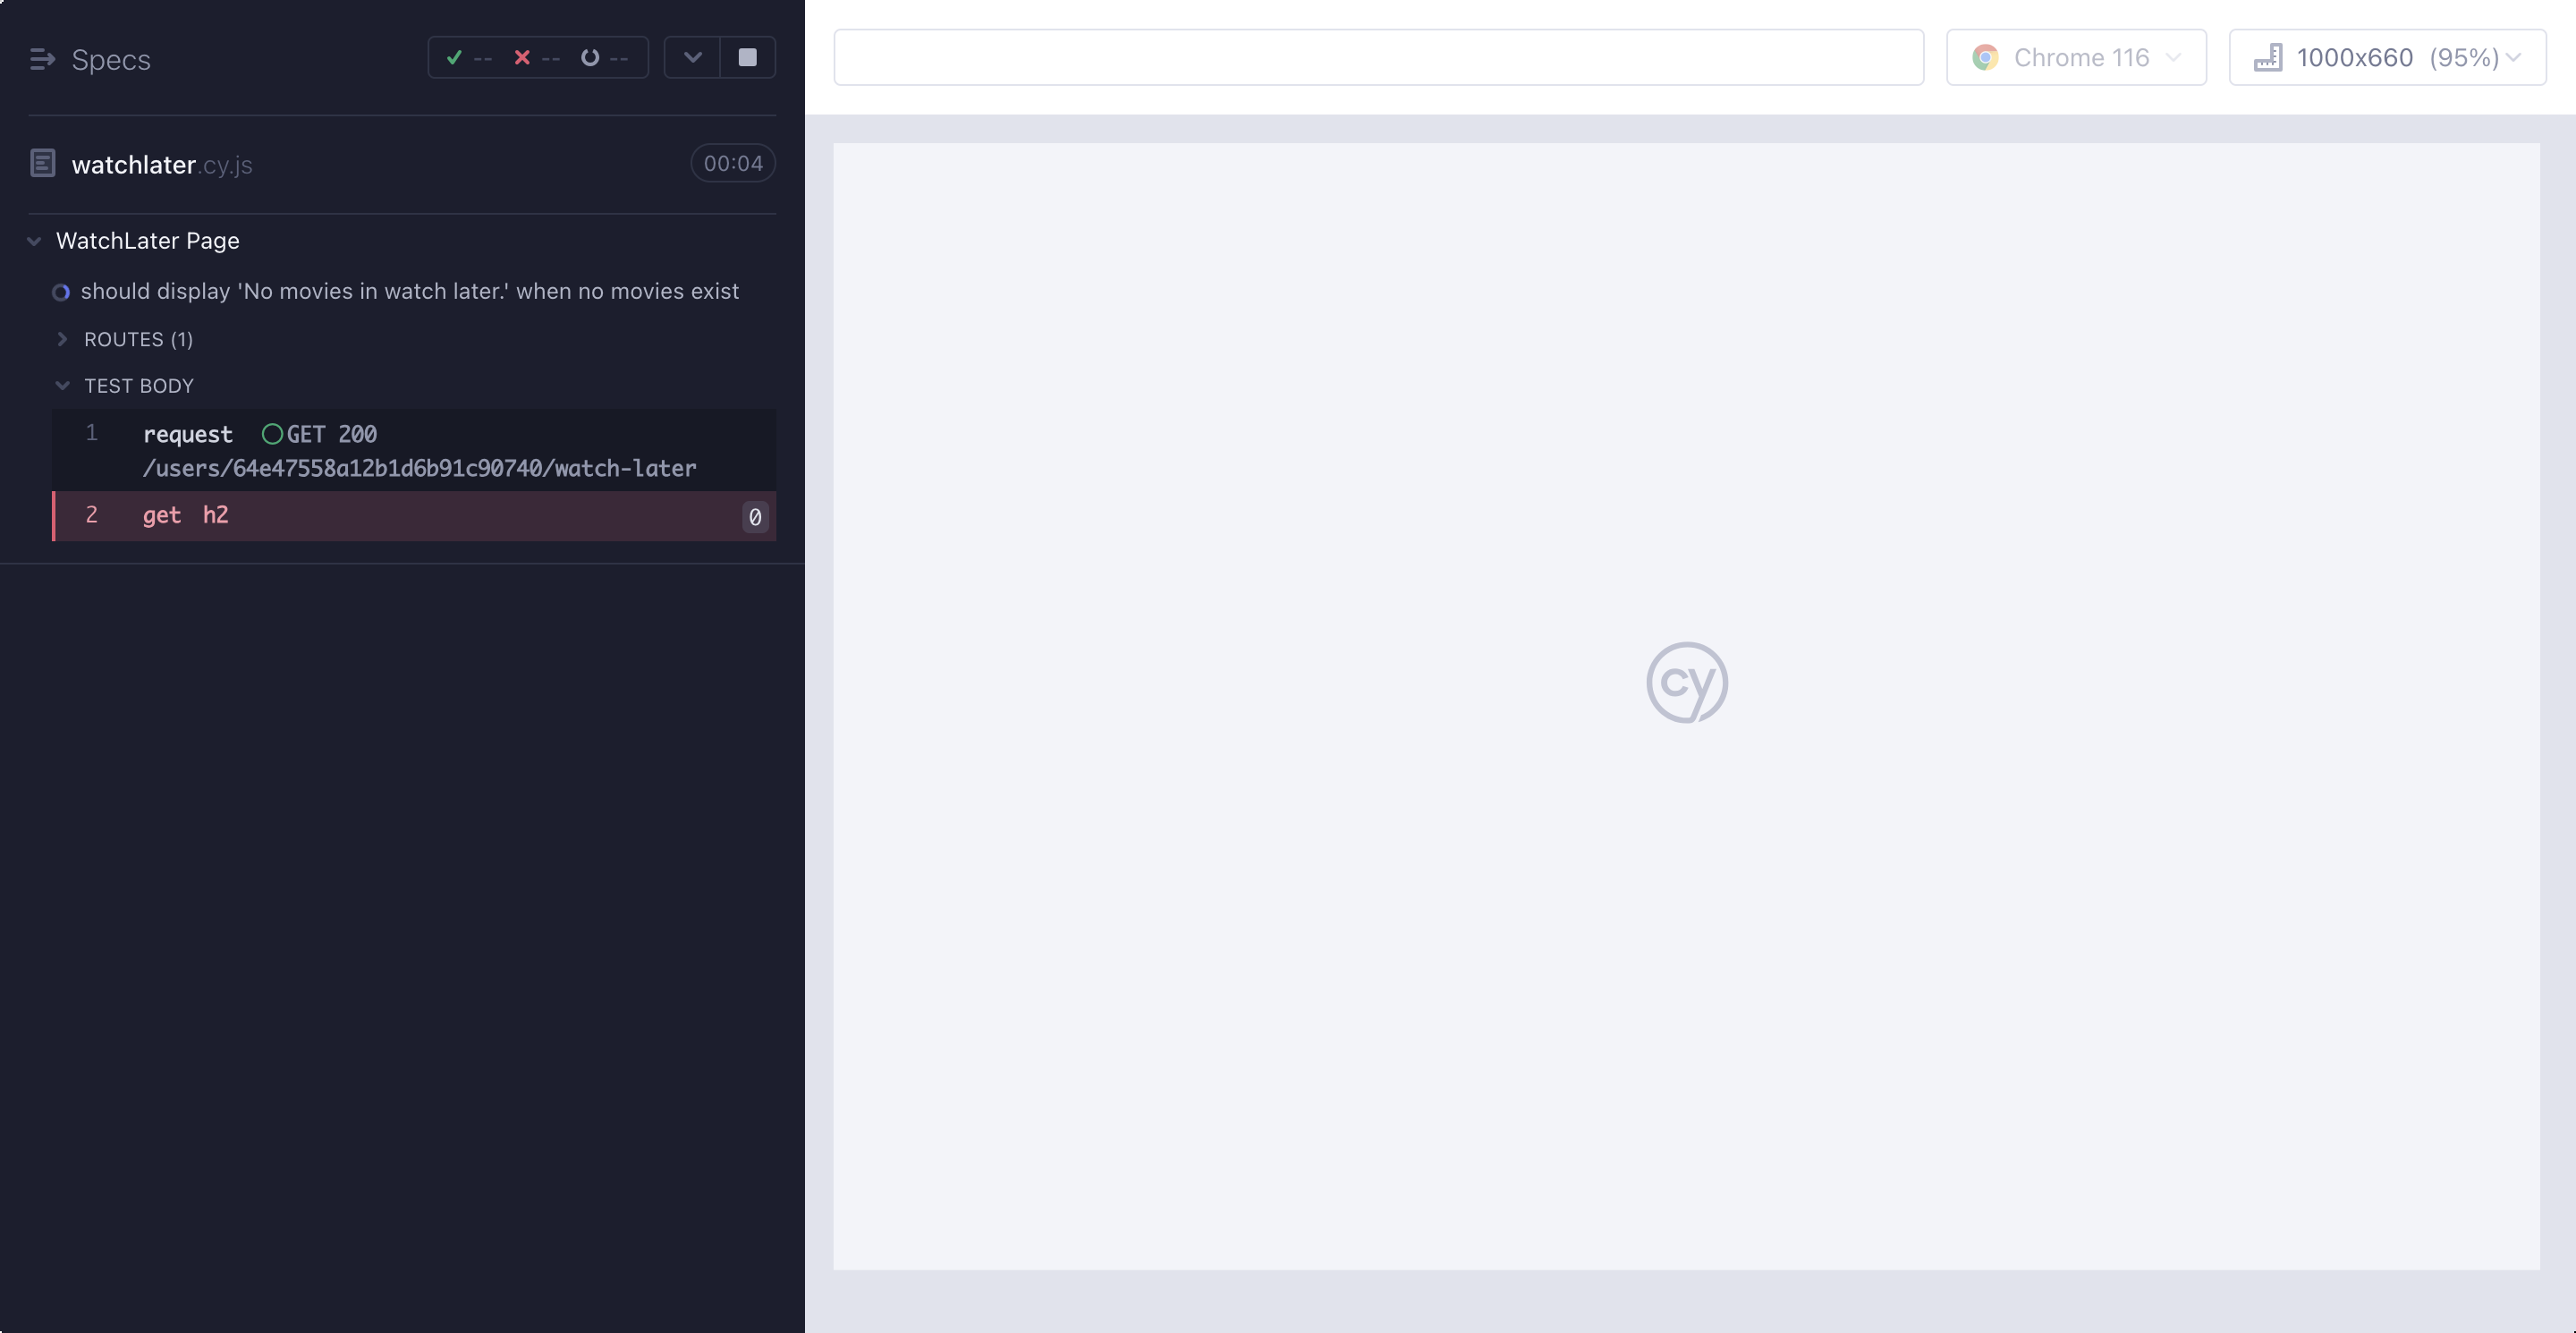 Specs
-- -- --
Chrome 116
1000x660 (95%)
watchlater.cy.js
00:04
WatchLater Page
should display 'No movies in watch later.' when no movies exist
ROUTES (1)
TEST BODY
1 request GET 200
/users/64e47558a12b1d6b91c90740/watch-later
2 get h2 0
cy